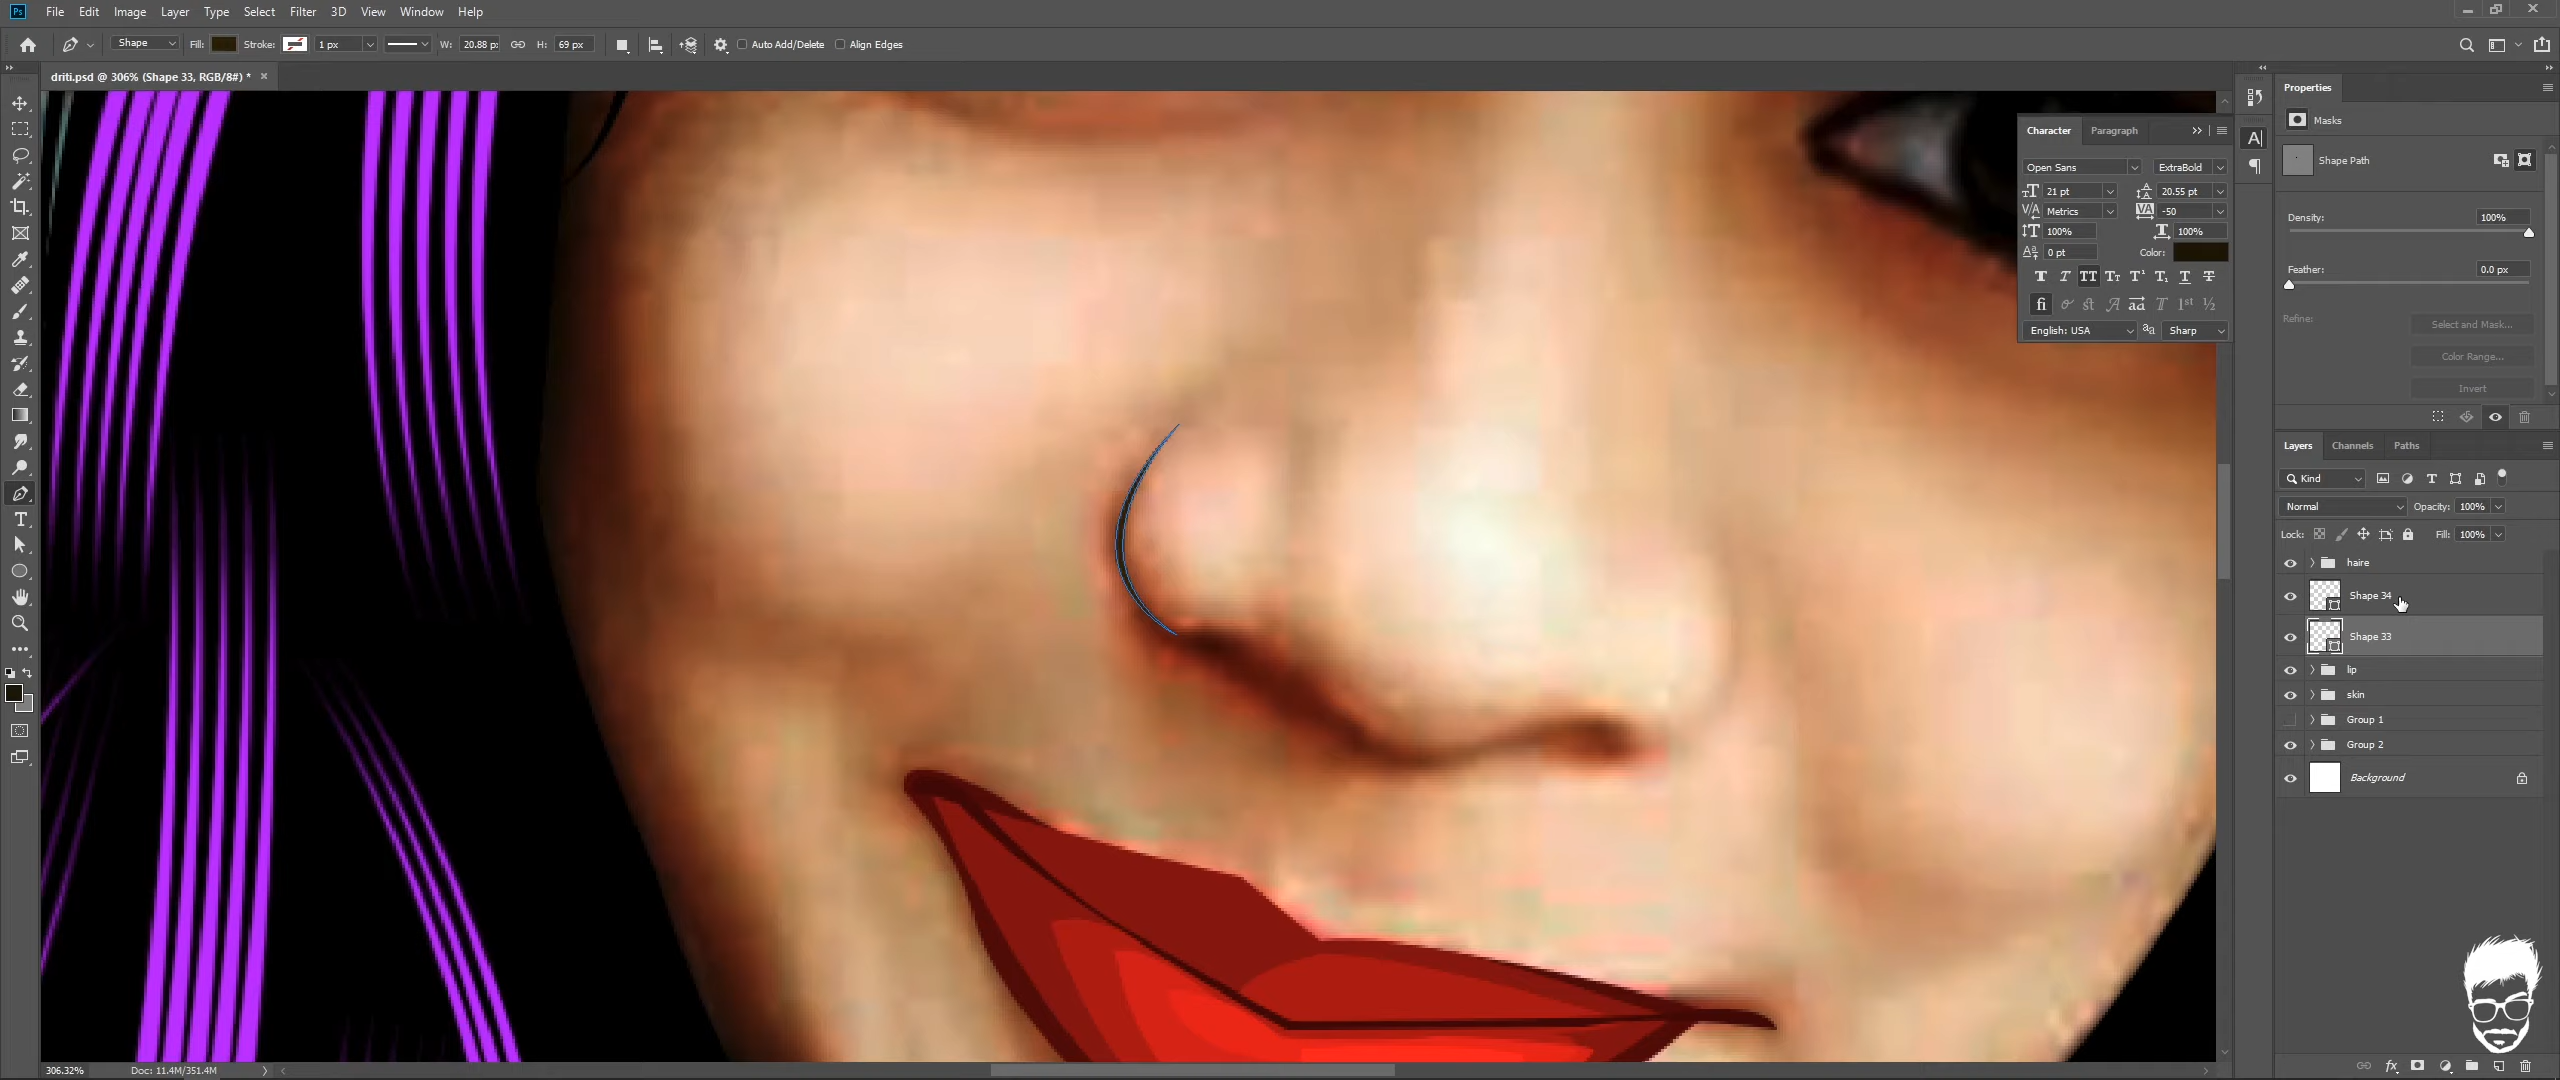 Ps File Edit Image Layer Type Select Filter 3D View Window Help
Shape Fill: Stroke: 1 px W: 20.88 p: H: 69 px Auto Add/Delete Align Edges
driti.psd @ 306% (Shape 33, RGB/8#) *
Properties
Masks
Shape Path
Density: 100%
Feather: 0.0 px
Refine: Select and Mask...
Color Range...
Invert
Character Paragraph
Open Sans ExtraBold
21 pt 20.55 pt
Metrics -50
100% 100%
0 pt Color:
English: USA Sharp
Layers Channels Paths
Kind
Normal Opacity: 100%
Lock: Fill: 100%
haire
Shape 34
Shape 33
lip
skin
Group 1
Group 2
Background
306.32% Doc: 11.4M/351.4M